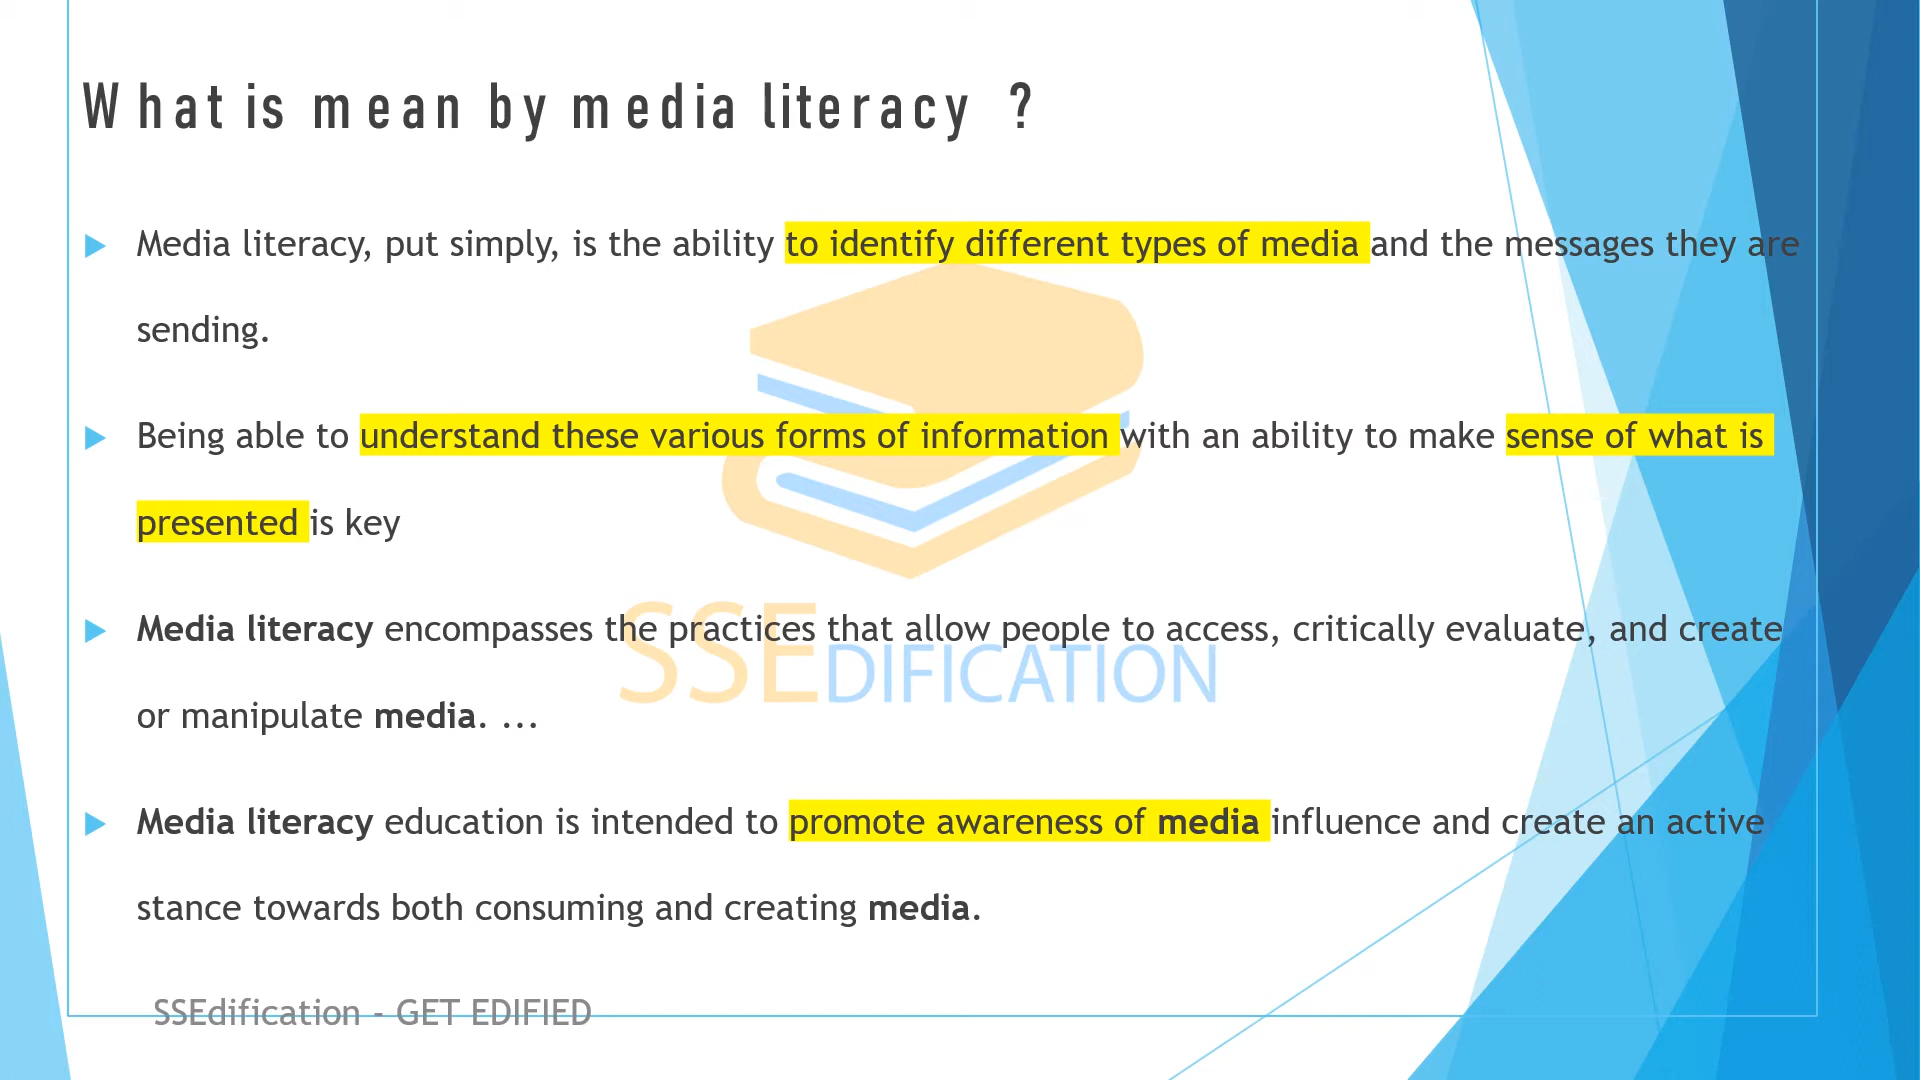 What is mean by media literacy ?
Media literacy, put simply, is the ability to identify different types of media and the messages they are
sending.
Being able to understand these various forms of information with an ability to make sense of what is
presented is key
Media literacy encompasses the practices that allow people to access, critically evaluate, and create
or manipulate media. ...
SSEDIFICATION
Media literacy education is intended to promote awareness of media influence and create an active
stance towards both consuming and creating media.
SSEdification - GET EDIFIED